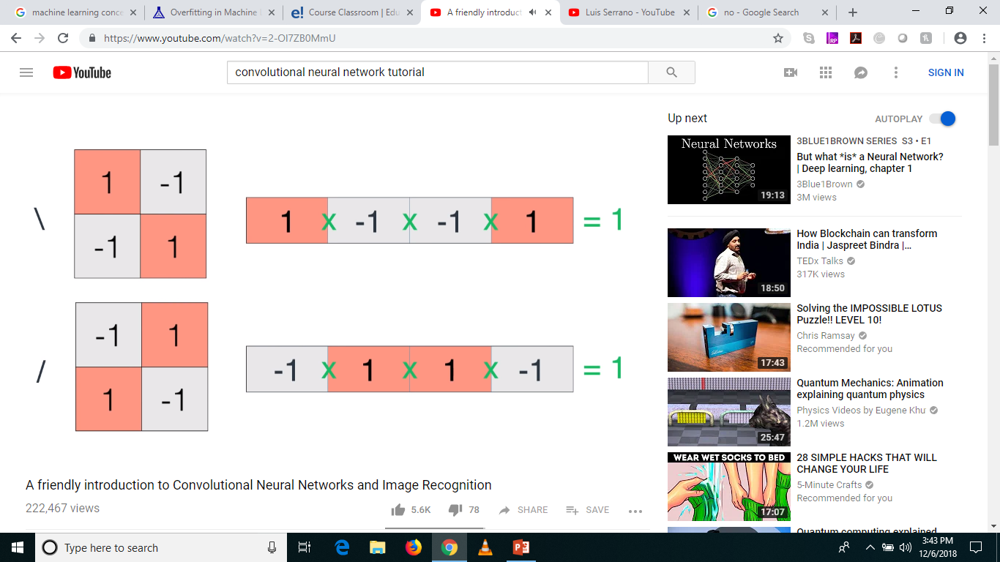 machine learning conce
Overfitting in Machine L
Course Classroom | Edu
A friendly introduct
Luis Serrano - YouTube
no - Google Search
https://www.youtube.com/watch?v=2-Ol7ZB0MmU
YouTube
convolutional neural network tutorial
SIGN IN
\
1 -1
-1 1
1 x -1 x -1 x 1 = 1
/
-1 1
1 -1
-1 x 1 x 1 x -1 = 1
A friendly introduction to Convolutional Neural Networks and Image Recognition
222,467 views
5.6K
78
SHARE
SAVE
Up next
AUTOPLAY
Neural Networks
19:13
3BLUE1BROWN SERIES S3 • E1
But what *is* a Neural Network?
| Deep learning, chapter 1
3Blue1Brown
3M views
18:50
How Blockchain can transform
India | Jaspreet Bindra |...
TEDx Talks
317K views
17:43
Solving the IMPOSSIBLE LOTUS
Puzzle!! LEVEL 10!
Chris Ramsay
Recommended for you
25:47
Quantum Mechanics: Animation
explaining quantum physics
Physics Videos by Eugene Khu
1.2M views
WEAR WET SOCKS TO BED
17:07
28 SIMPLE HACKS THAT WILL
CHANGE YOUR LIFE
5-Minute Crafts
Recommended for you
Quantum computing explained
Type here to search
3:43 PM
12/6/2018